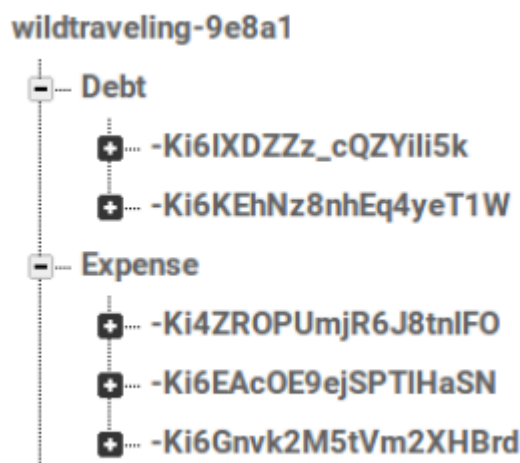 wildtraveling-9e8a1
Debt
-Ki6IXDZZz_cQZYili5k
-Ki6KEhNz8nhEq4yeT1W
Expense
-Ki4ZROPUmjR6J8tnIFO
-Ki6EAcOE9ejSPTIHaSN
-Ki6Gnvk2M5tVm2XHBrd